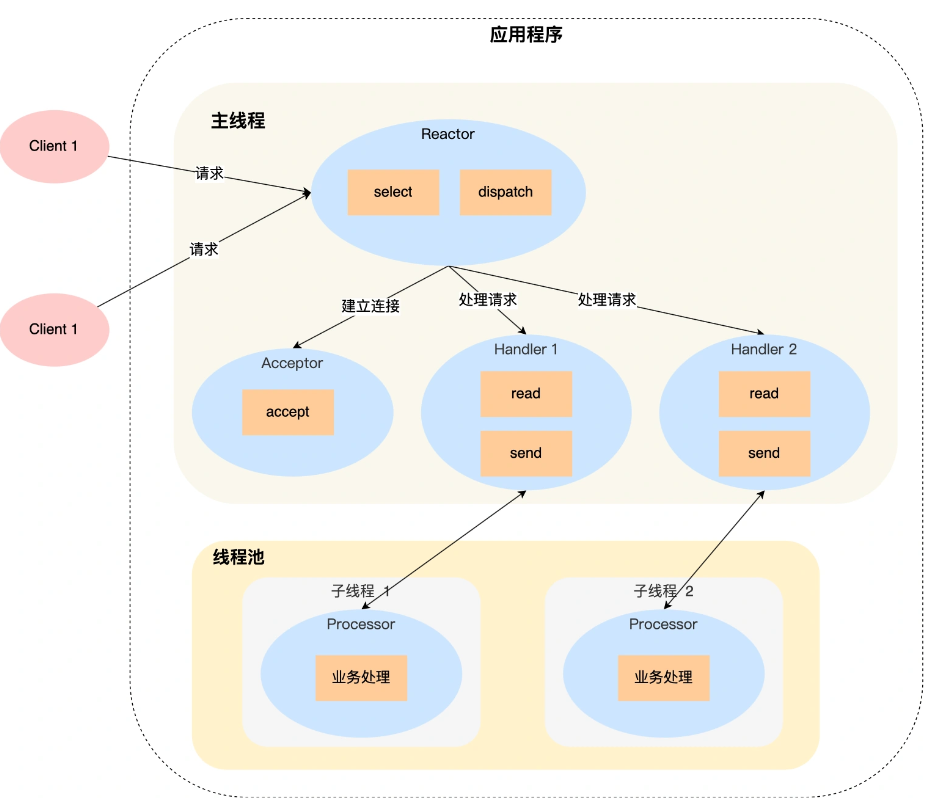 应用程序
主线程
Client 1
请求
Reactor
select
dispatch
请求
Client 1
建立连接
处理请求
处理请求
Acceptor
accept
Handler 1
read
send
Handler 2
read
send
线程池
子线程 1
Processor
业务处理
子线程 2
Processor
业务处理